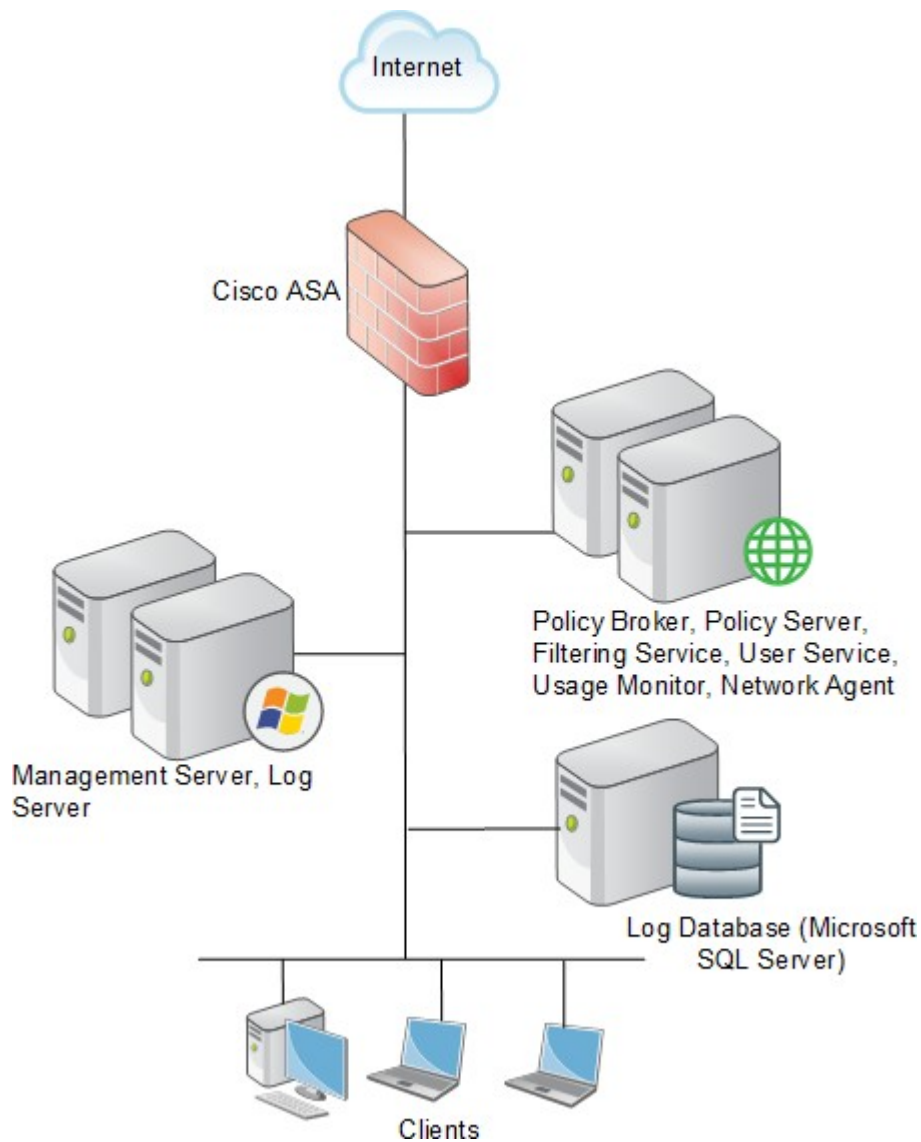 Internet
Cisco ASA
Policy Broker, Policy Server,
Filtering Service, User Service,
Usage Monitor, Network Agent
Management Server, Log
Server
Log Database (Microsoft
SQL Server)
Clients